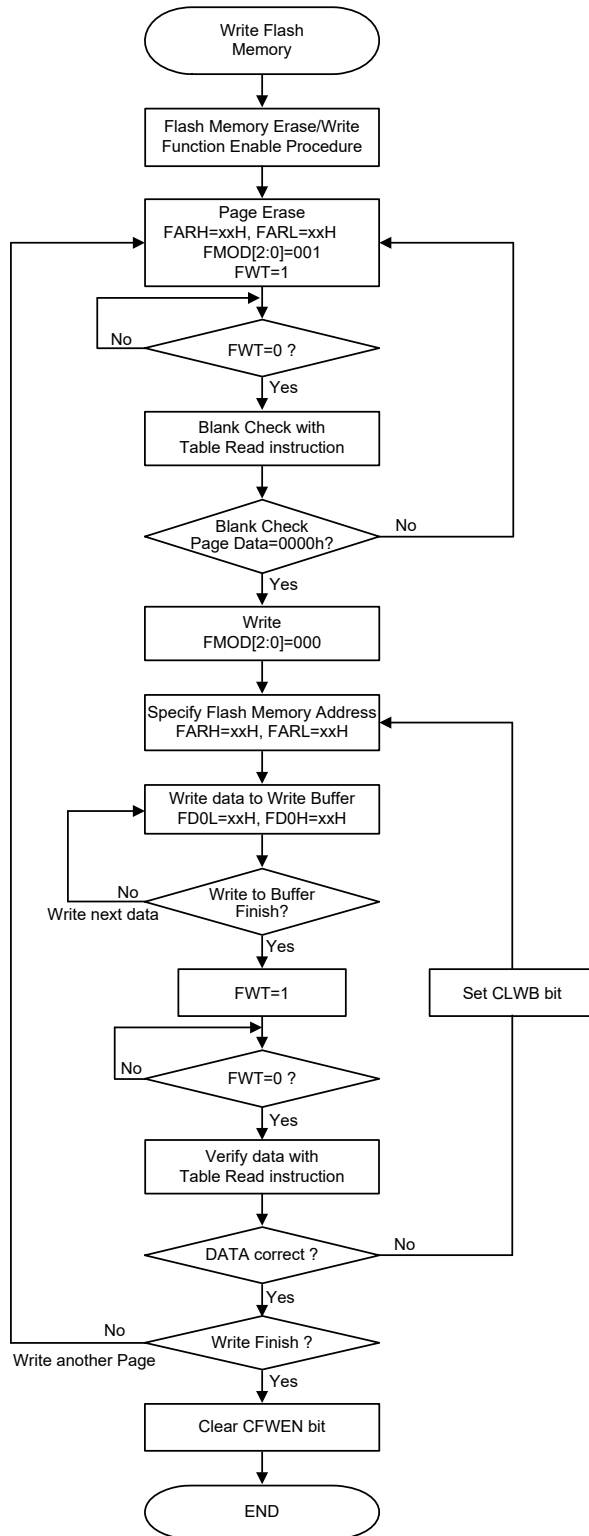 Write Flash
Memory
Flash Memory Erase/Write
Function Enable Procedure
Page Erase
FARH=xxH, FARL=xxH
FMOD[2:0]=001
FWT=1
No
FWT=0 ?
Yes
Blank Check with
Table Read instruction
Blank Check
Page Data=0000h?
No
Yes
Write
FMOD[2:0]=000
Specify Flash Memory Address
FARH=xxH, FARL=xxH
Write data to Write Buffer
FD0L=xxH, FD0H=xxH
No
Write next data
Write to Buffer
Finish?
Yes
FWT=1
Set CLWB bit
No
FWT=0 ?
Yes
Verify data with
Table Read instruction
DATA correct ?
No
Yes
No
Write another Page
Write Finish ?
Yes
Clear CFWEN bit
END